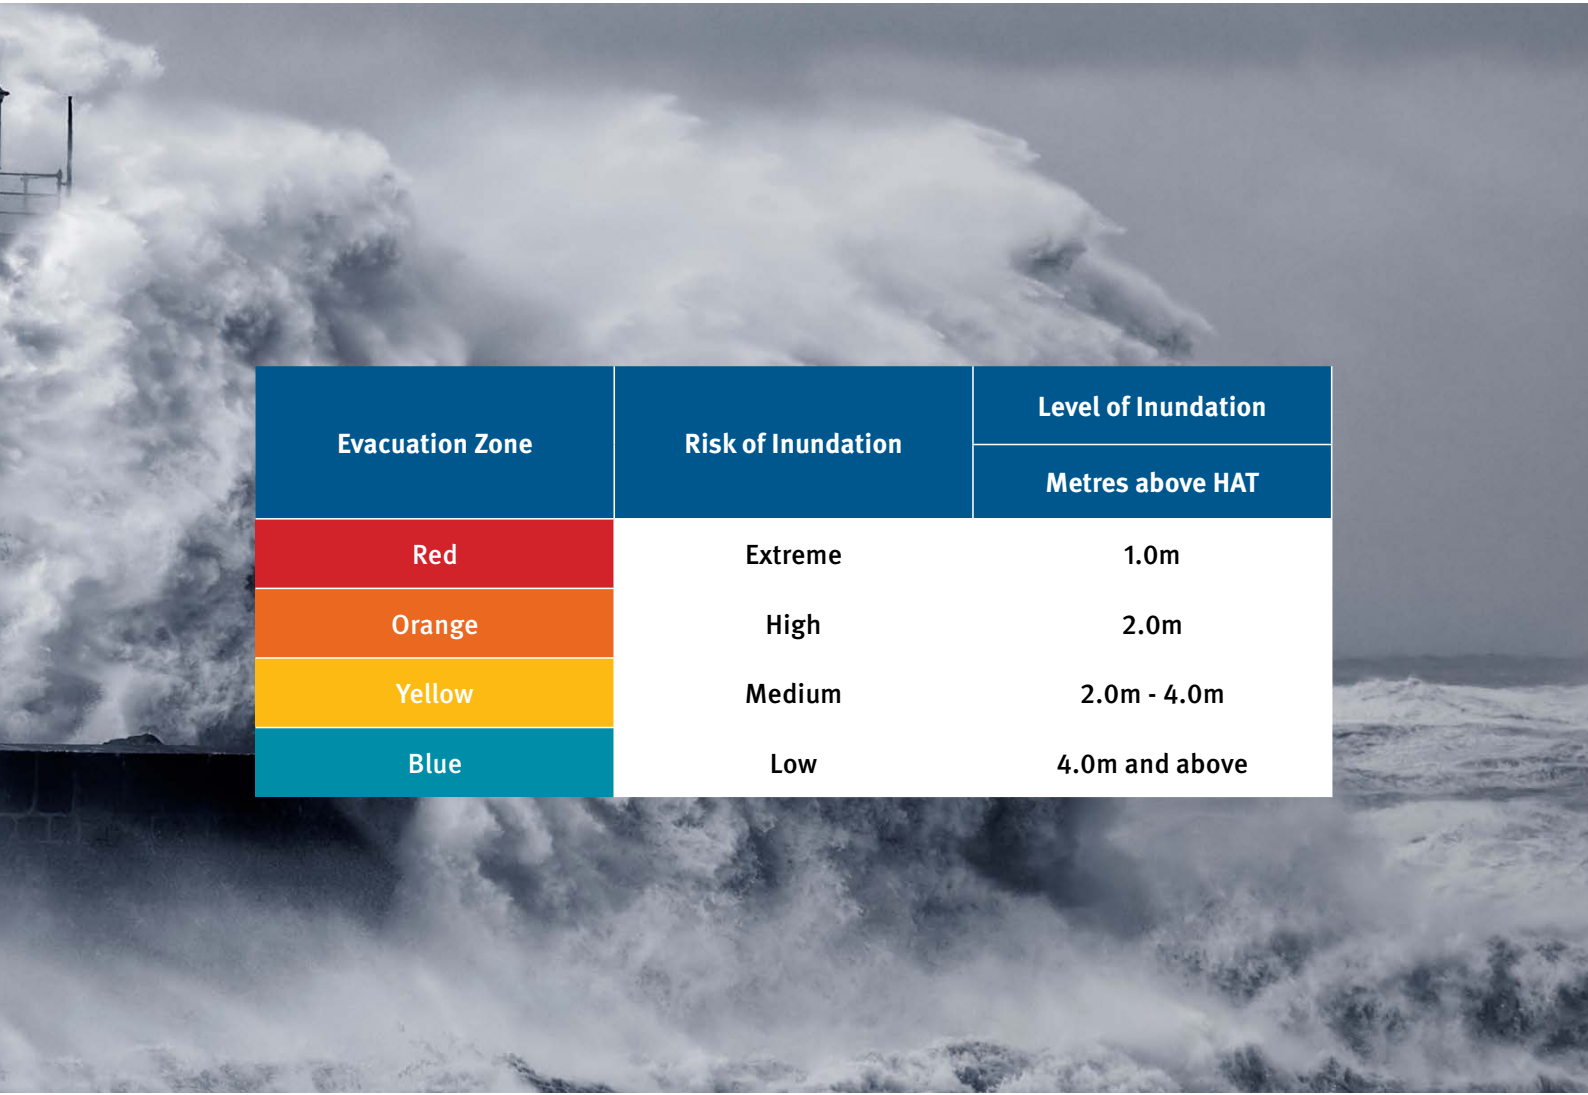 Evacuation Zone
Risk of Inundation
Level of Inundation
Metres above HAT
Red
Extreme
1.0m
Orange
High
2.0m
Yellow
Medium
2.0m - 4.0m
Blue
Low
4.0m and above